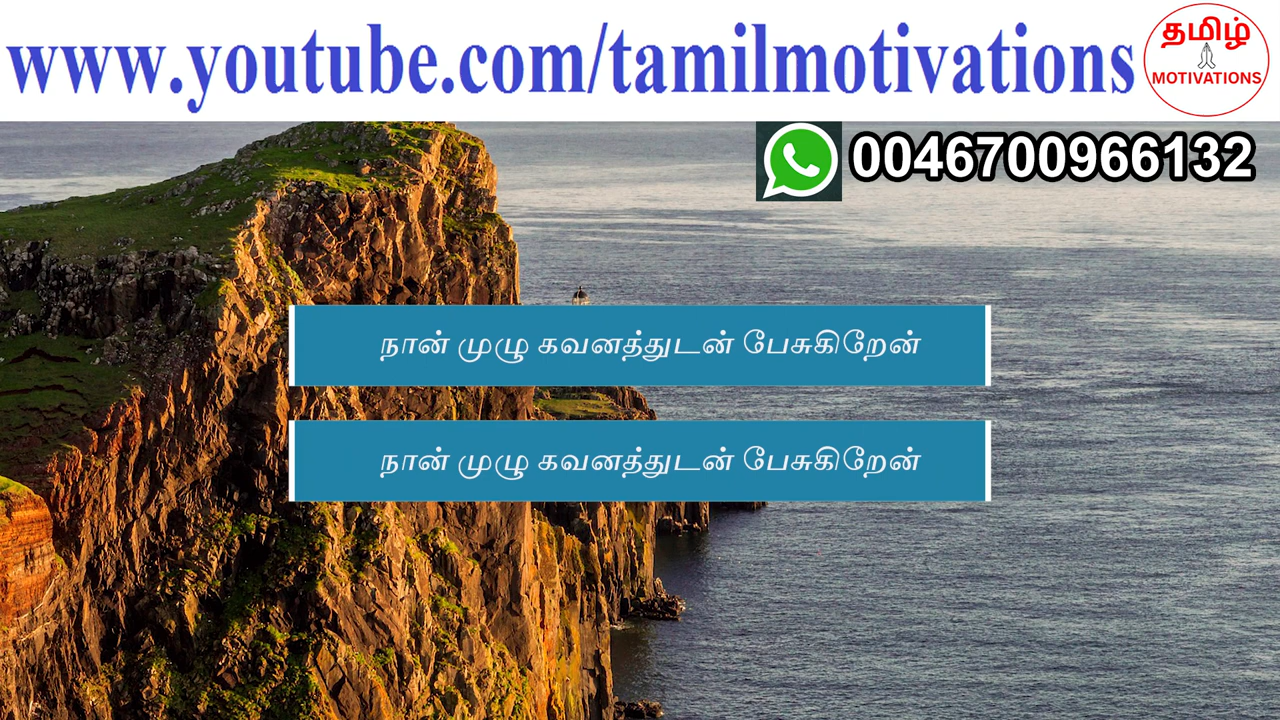 www.youtube.com/tamilmotivations
தமிழ்
MOTIVATIONS
0046700966132
நான் முழு கவனத்துடன் பேசுகிறேன்
நான் முழு கவனத்துடன் பேசுகிறேன்